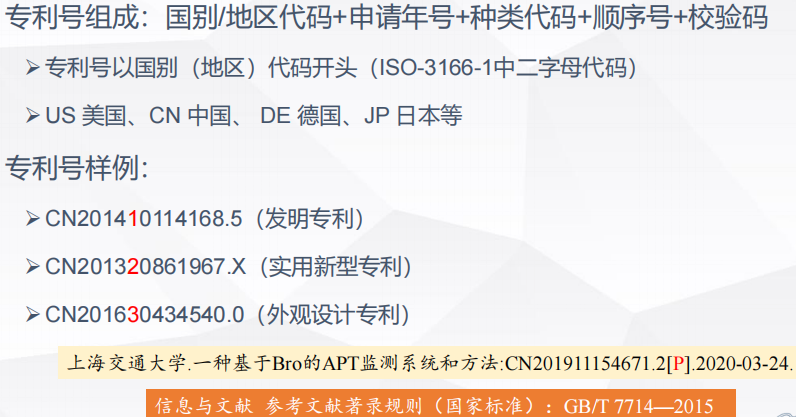 专利号组成：国别/地区代码+申请年号+种类代码+顺序号+校验码
➢专利号以国别（地区）代码开头（ISO-3166-1中二字母代码）
➢US 美国、CN 中国、 DE 德国、JP 日本等
专利号样例：
➢CN201410114168.5（发明专利）
➢CN201320861967.X（实用新型专利）
➢CN201630434540.0（外观设计专利）
上海交通大学.一种基于Bro的APT监测系统和方法:CN201911154671.2[P].2020-03-24.
信息与文献 参考文献著录规则（国家标准）：GB/T 7714—2015